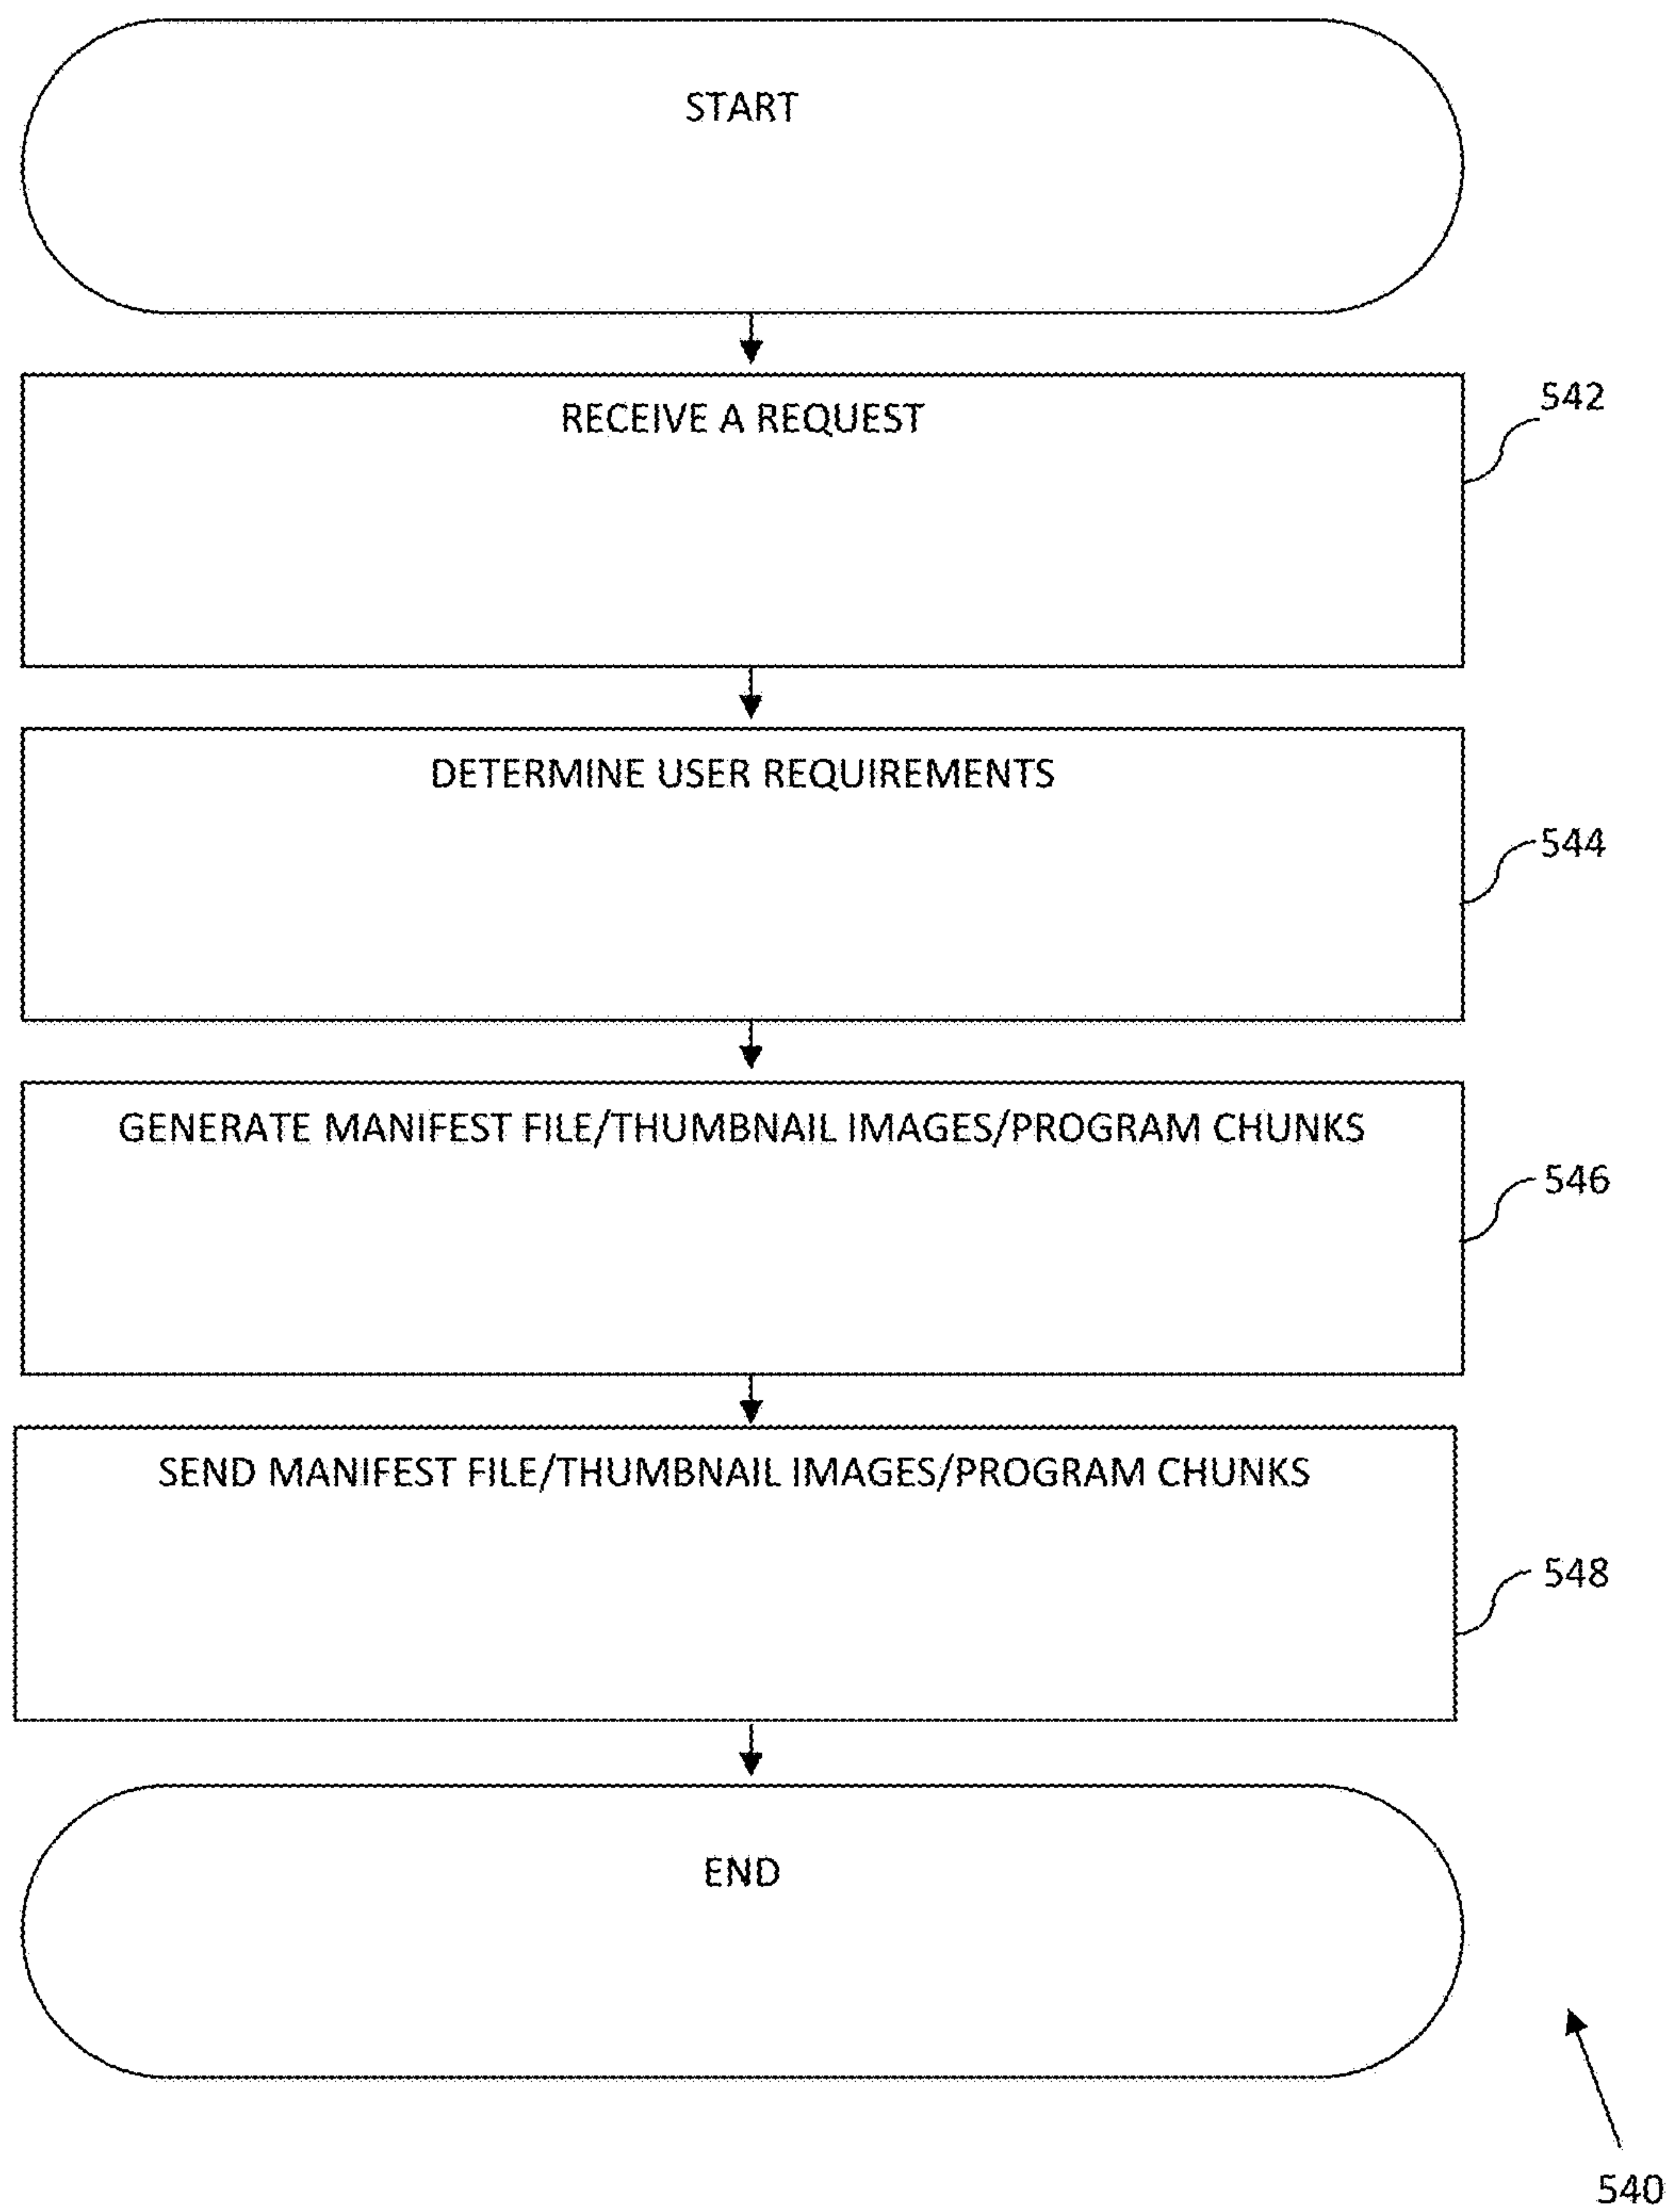 START
RECEIVE A REQUEST
542
DETERMINE USER REQUIREMENTS
544
GENERATE MANIFEST FILE/THUMBNAIL IMAGES/PROGRAM CHUNKS
546
SEND MANIFEST FILE/THUMBNAIL IMAGES/PROGRAM CHUNKS
548
END
540